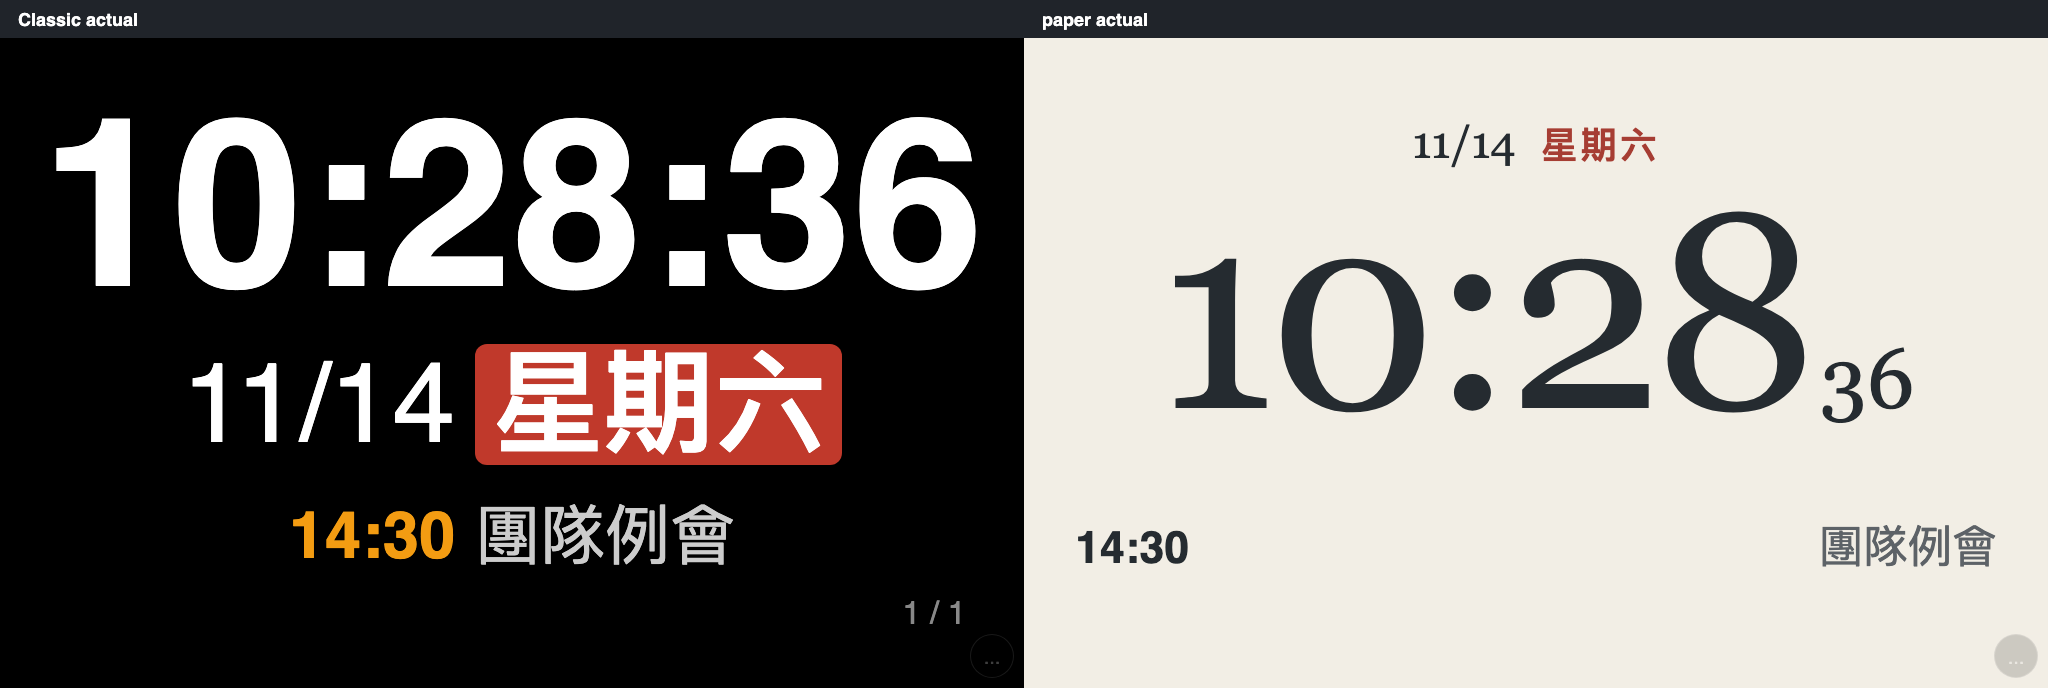 Classic actual
10:28:36
11/14 星期六
14:30 團隊例會
1 / 1
...
paper actual
11/14 星期六
10:28 36
14:30 團隊例會
...